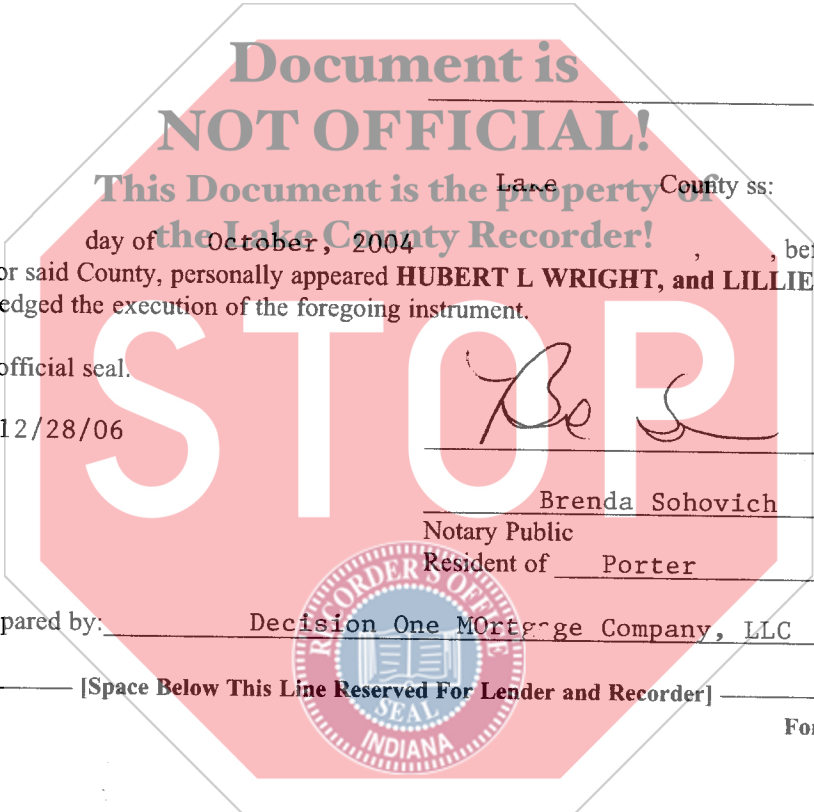 Document is
NOT OFFICIAL!
This Document is the property of
the Lake County Recorder!
Lake County ss:
day of October, 2004 , , bef
or said County, personally appeared HUBERT L WRIGHT, and LILLIE
edged the execution of the foregoing instrument.
official seal.
12/28/06
STOP
Brenda Sohovich
Notary Public
Resident of Porter
pared by: Decision One MOrtgage Company, LLC
[Space Below This Line Reserved For Lender and Recorder]
For
RECORDER'S OFFICE
SEAL
INDIANA